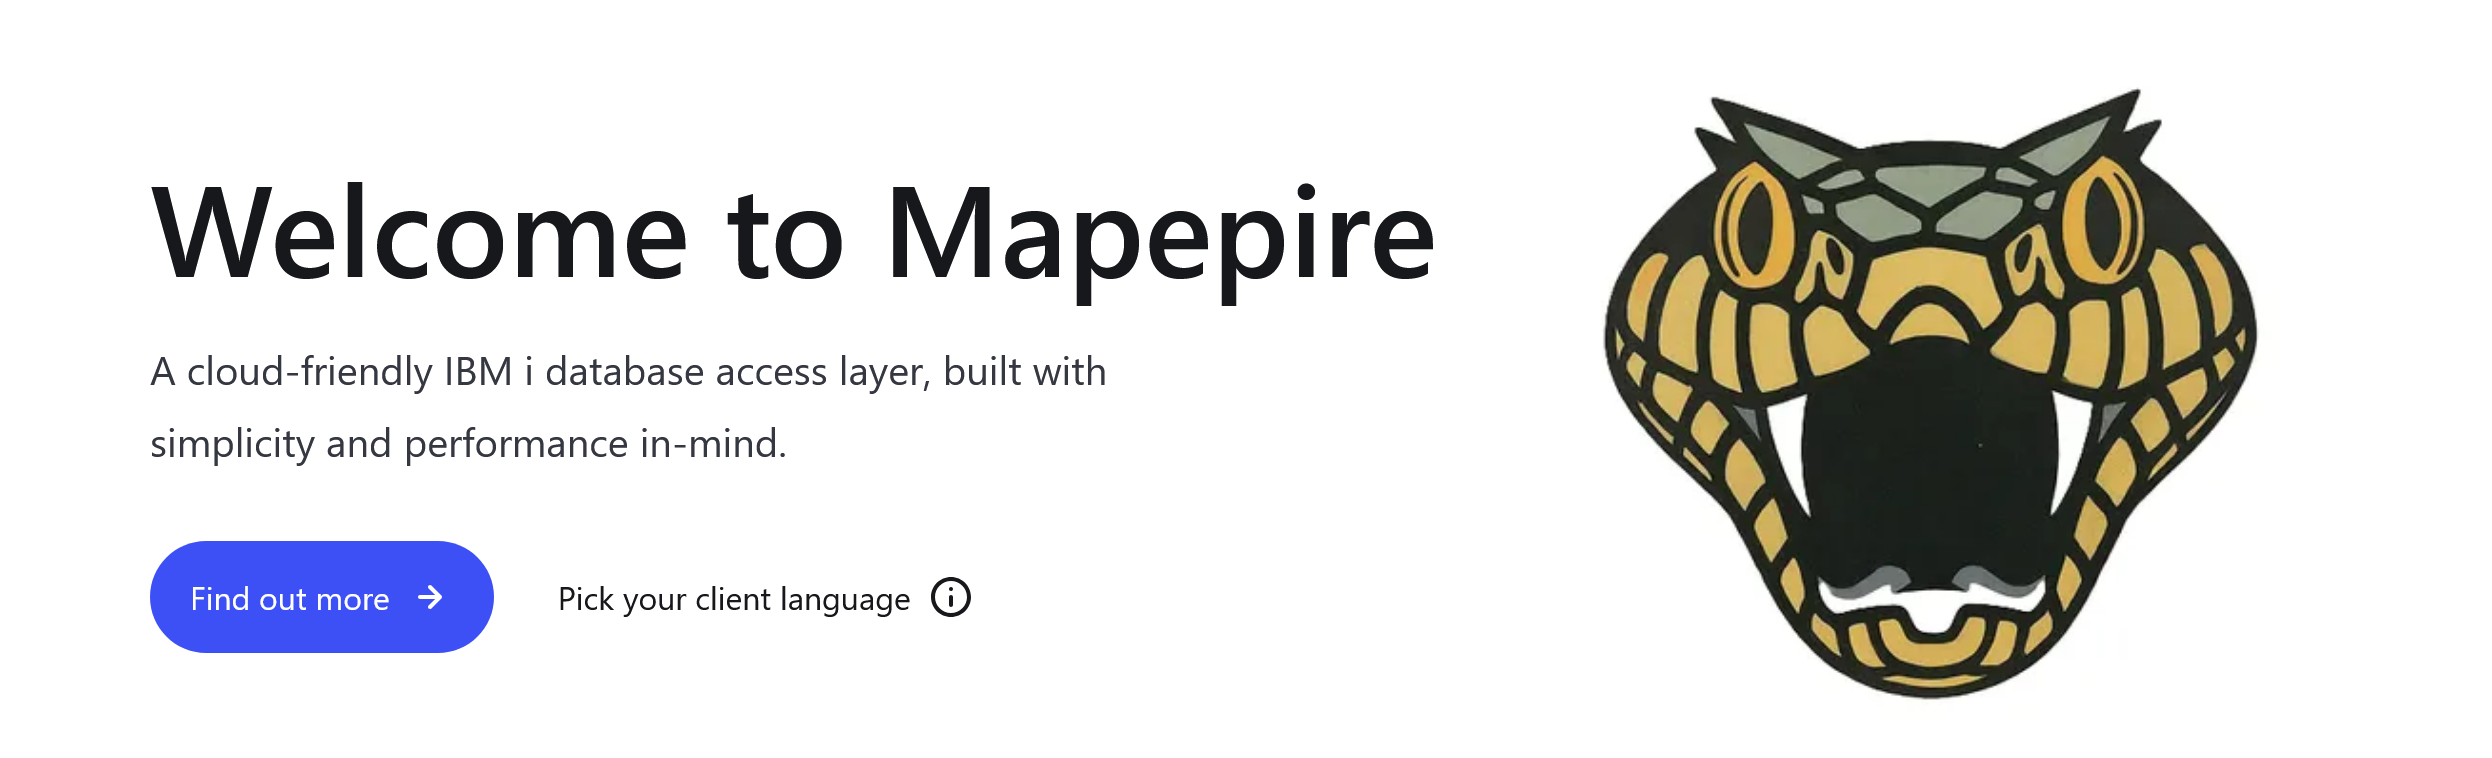 Welcome to Mapepire
A cloud-friendly IBM i database access layer, built with
simplicity and performance in-mind.
Find out more
Pick your client language